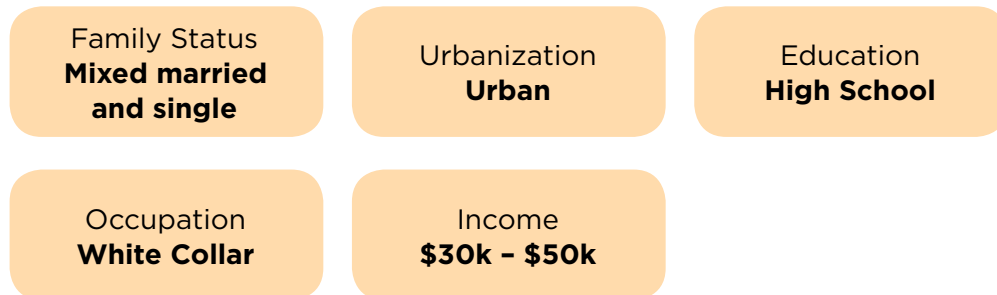 Family Status
Mixed married
and single
Urbanization
Urban
Education
High School
Occupation
White Collar
Income
$30k – $50k